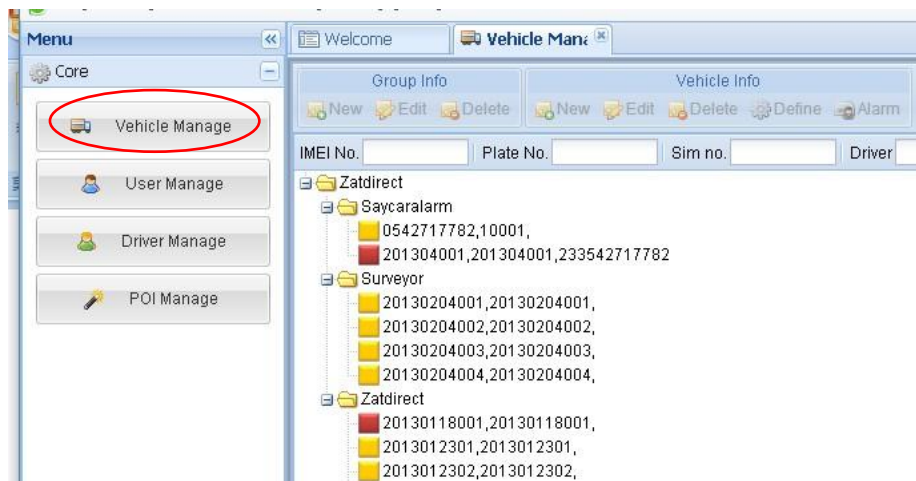 Menu
Welcome
Vehicle Mana
Core
Group Info
Vehicle Info
New Edit Delete
New Edit Delete Define Alarm
Vehicle Manage
IMEI No. Plate No. Sim no. Driver
User Manage
Driver Manage
POI Manage
Zatdirect
Saycaralarm
0542717782,10001,
201304001,201304001,233542717782
Surveyor
20130204001,20130204001,
20130204002,20130204002,
20130204003,20130204003,
20130204004,20130204004,
Zatdirect
20130118001,20130118001,
2013012301,2013012301,
2013012302,2013012302,